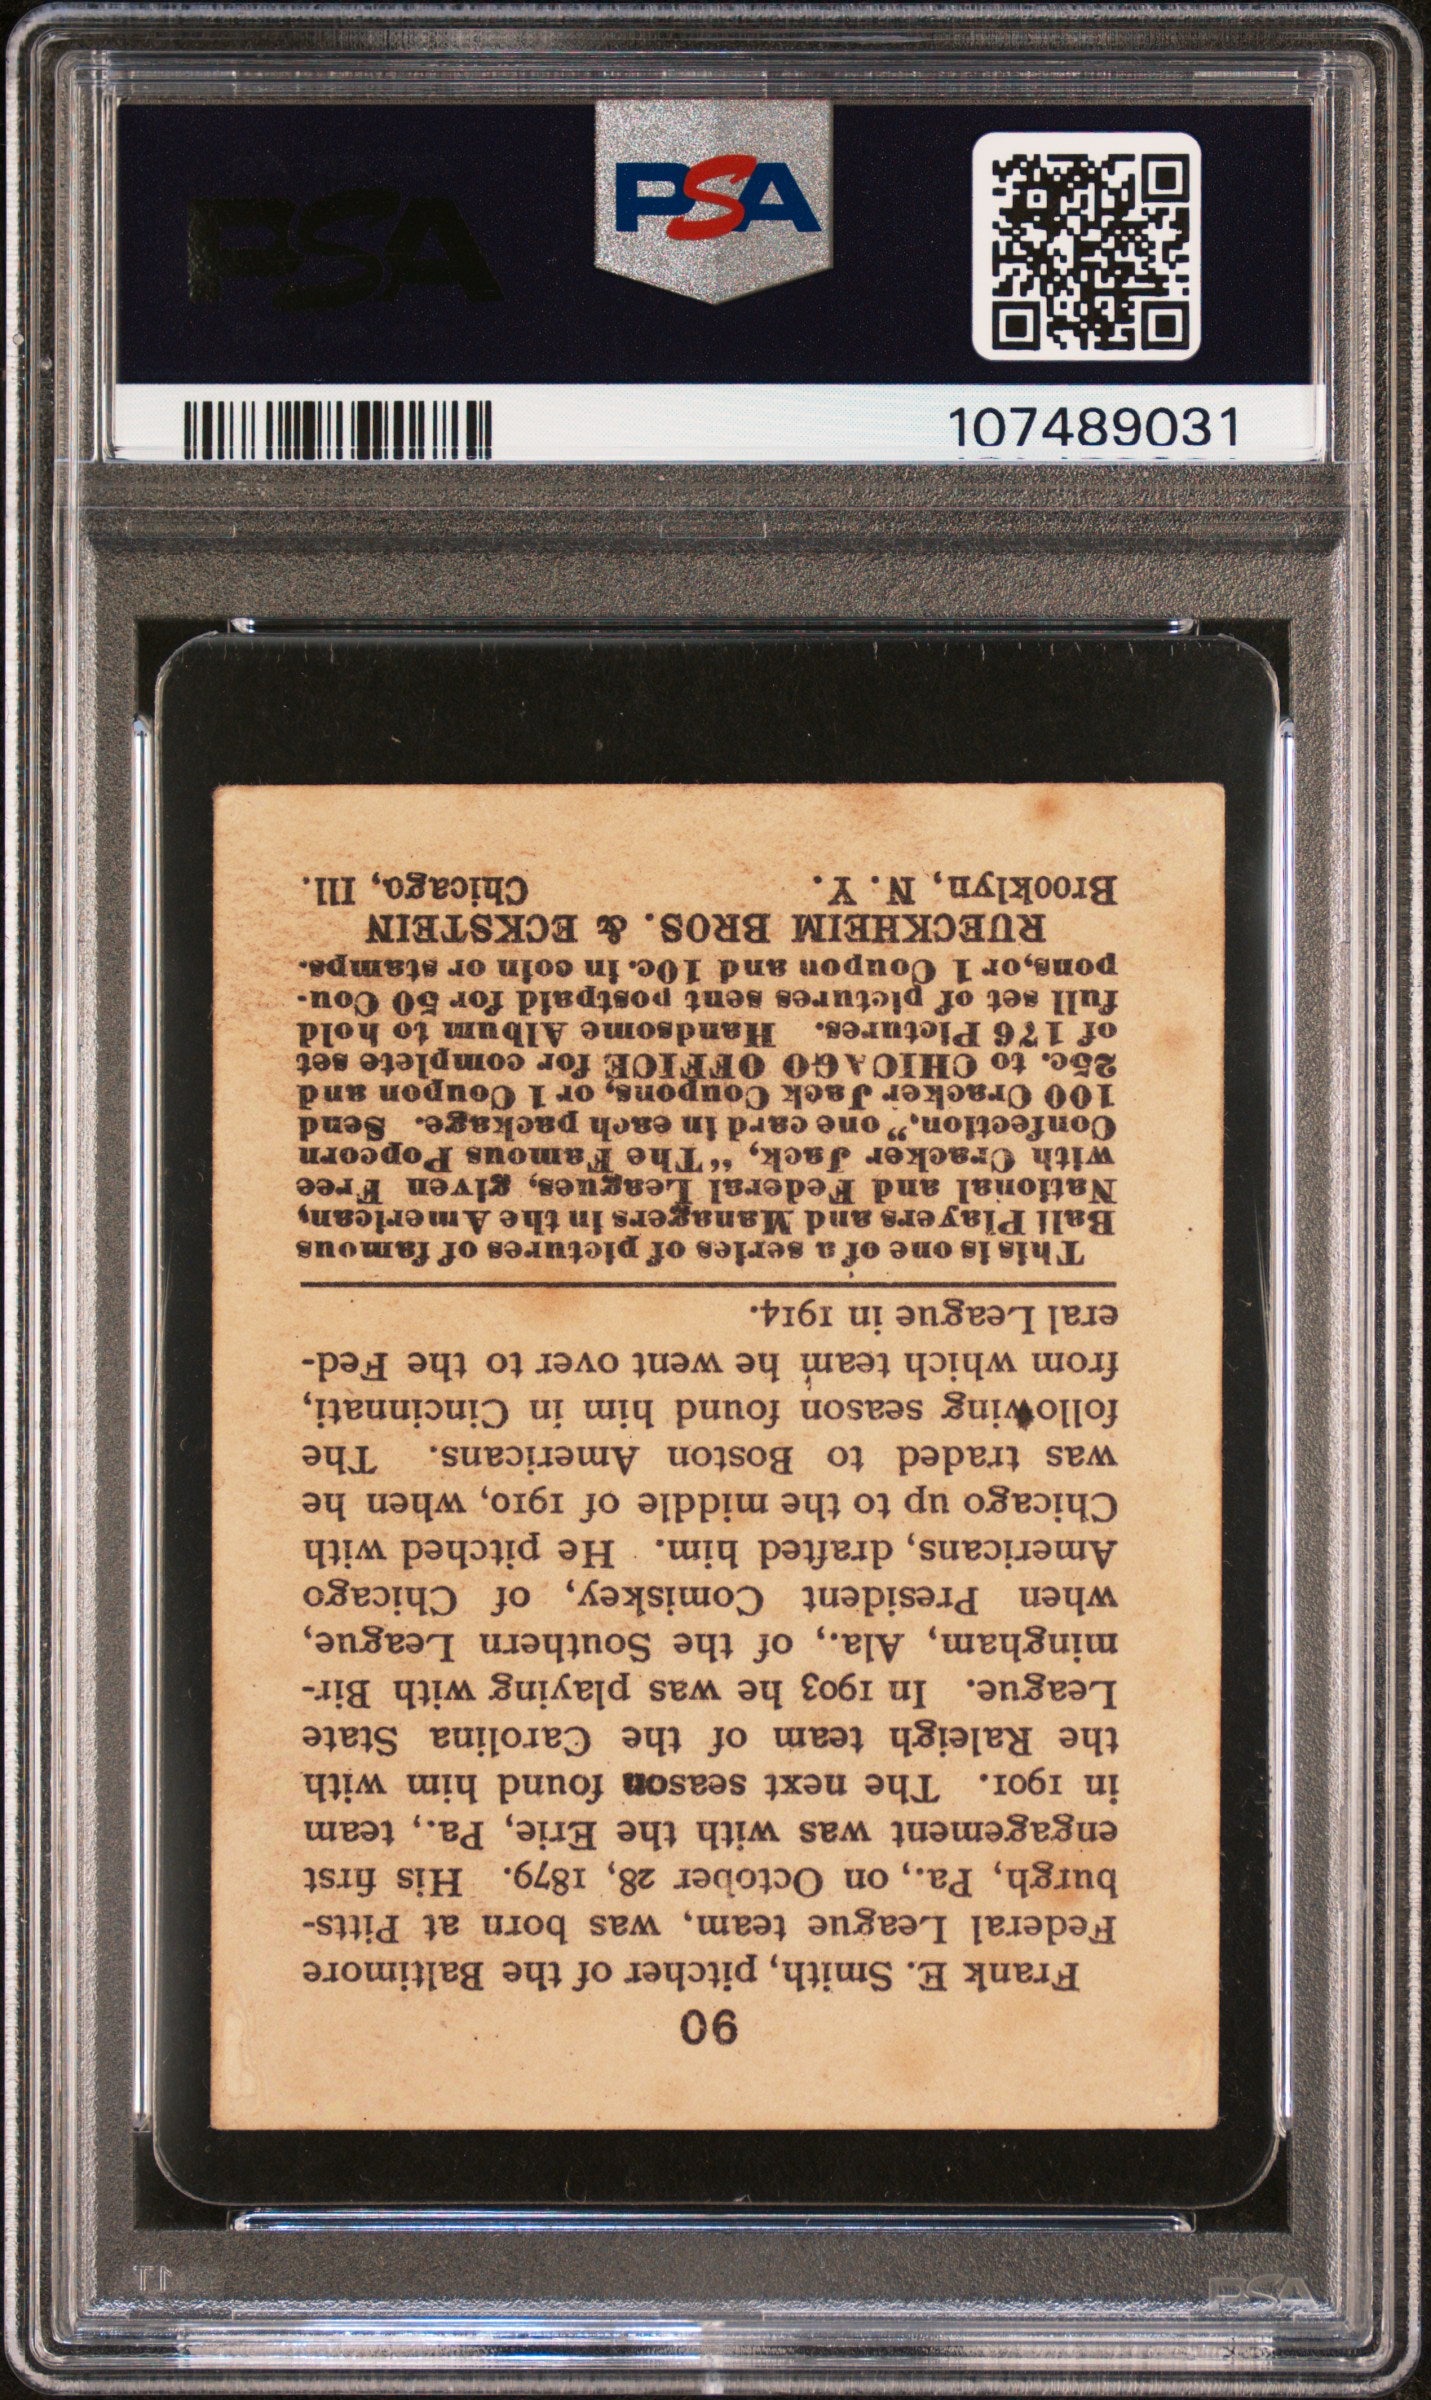 PSA
PSA
107489031
90
Frank E. Smith, pitcher of the Baltimore
Federal League team, was born at Pitts-
burgh, Pa., on October 28, 1879. His first
engagement was with the Erie, Pa., team
in 1901. The next season found him with
the Raleigh team of the Carolina State
League. In 1903 he was playing with Bir-
mingham, Ala., of the Southern League,
when President Comiskey, of Chicago
Americans, drafted him. He pitched with
Chicago up to the middle of 1910, when he
was traded to Boston Americans. The
following season found him in Cincinnati,
from which team he went over to the Fed-
eral League in 1914.
This is one of a series of pictures of famous
Ball Players and Managers in the American,
National and Federal Leagues, given Free
with Cracker Jack, “The Famous Popcorn
Confection,” one card in each package. Send
100 Cracker Jack Coupons, or 1 Coupon and
25c. to CHICAGO OFFICE for complete set
of 176 Pictures. Handsome Album to hold
full set of pictures sent postpaid for 50 Cou-
pons, or 1 Coupon and 10c. in coin or stamps.
RUECKHEIM BROS. & ECKSTEIN
Brooklyn, N. Y. Chicago, Ill.
PSA